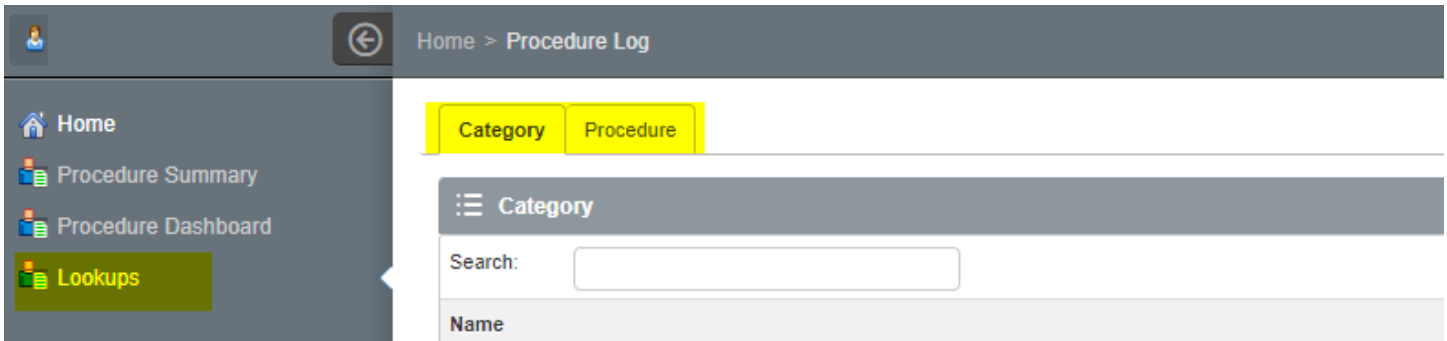 Home > Procedure Log
Home
Procedure Summary
Procedure Dashboard
Lookups
Category Procedure
Category
Search:
Name